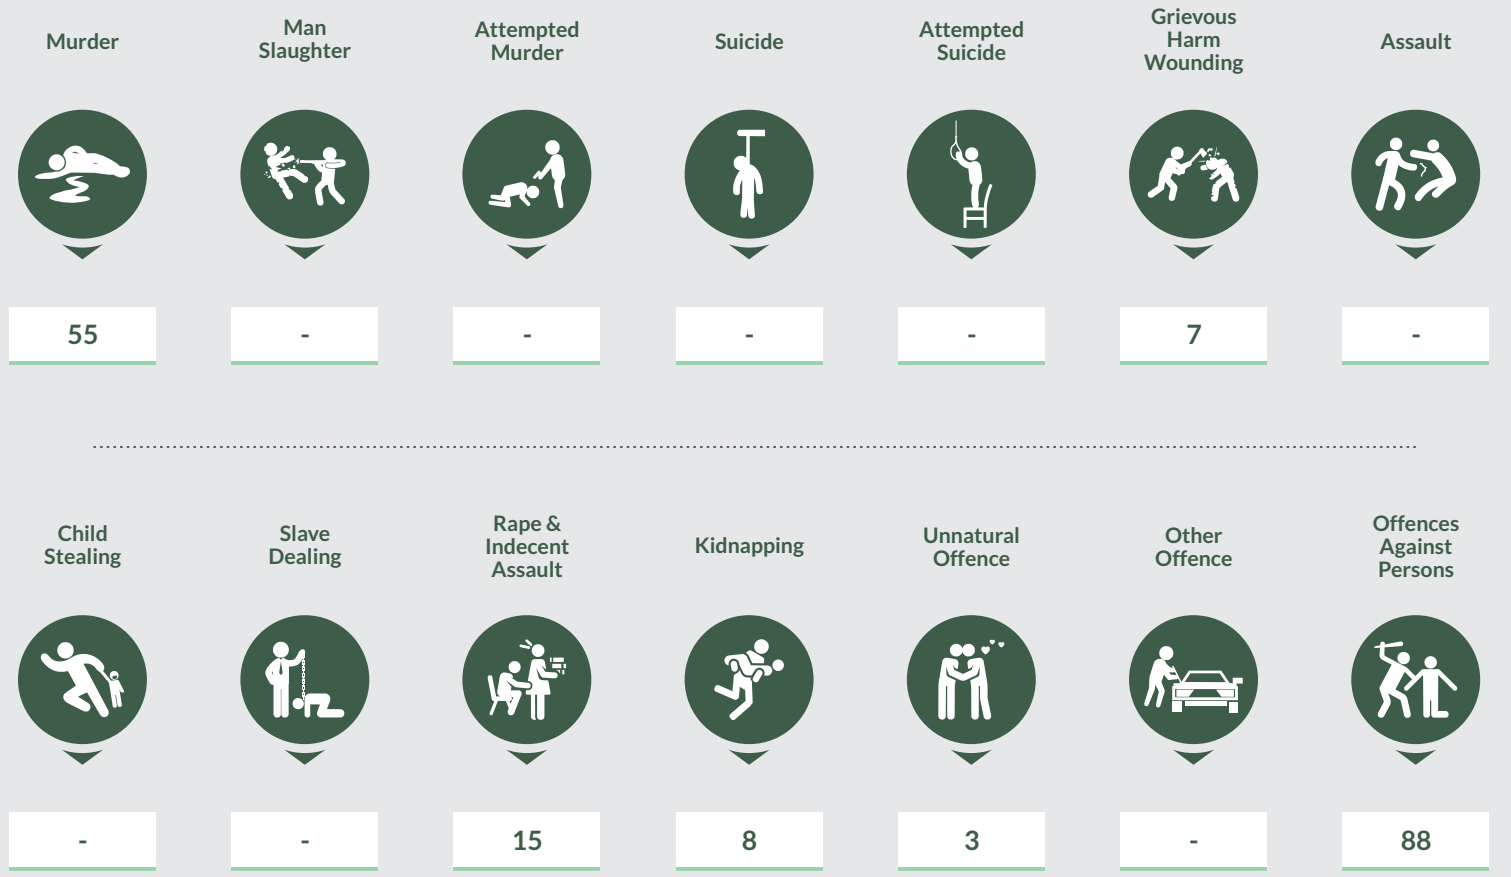 Murder
Man
Slaughter
Attempted
Murder
Suicide
Attempted
Suicide
Grievous
Harm
Wounding
Assault
55
-
-
-
-
7
-
Child
Stealing
Slave
Dealing
Rape &
Indecent
Assault
Kidnapping
Unnatural
Offence
Other
Offence
Offences
Against
Persons
-
-
15
8
3
-
88